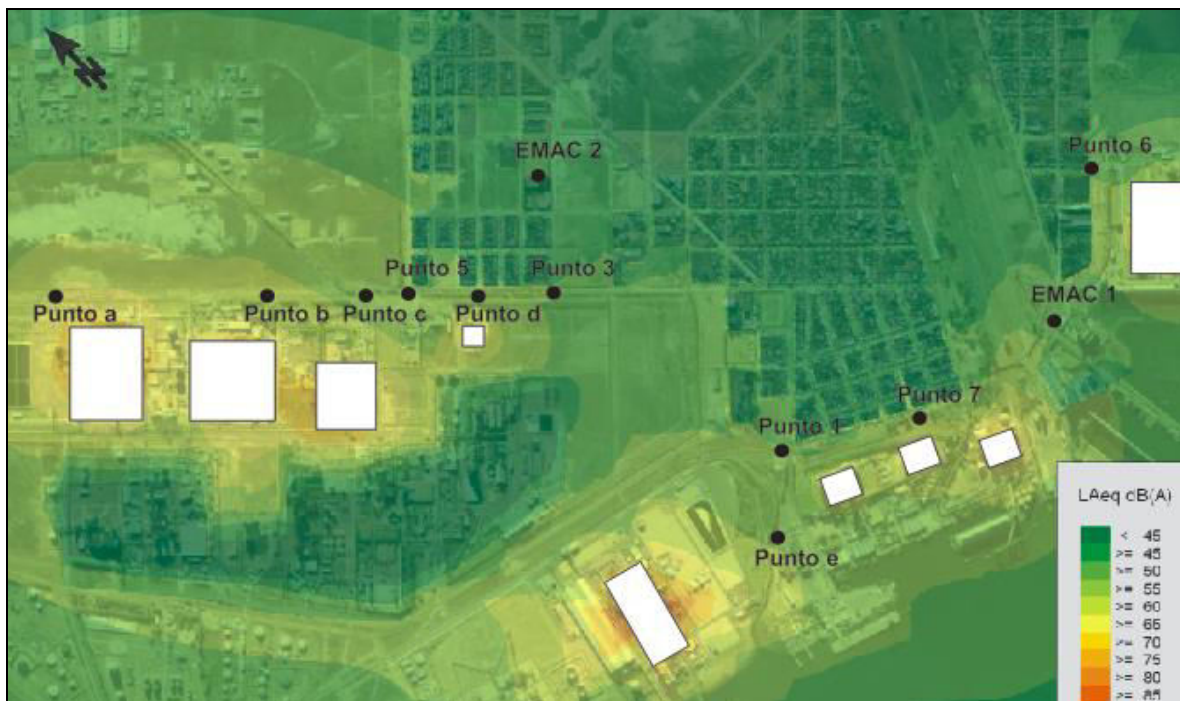 EMAC 2
Punto 6
Punto 5
Punto 3
Punto a
Punto b
Punto c
Punto d
EMAC 1
Punto 7
Punto 1
Punto e
LAeq dB(A)
< 45
>= 45
>= 50
>= 55
>= 60
>= 65
>= 70
>= 75
>= 80
>= 85